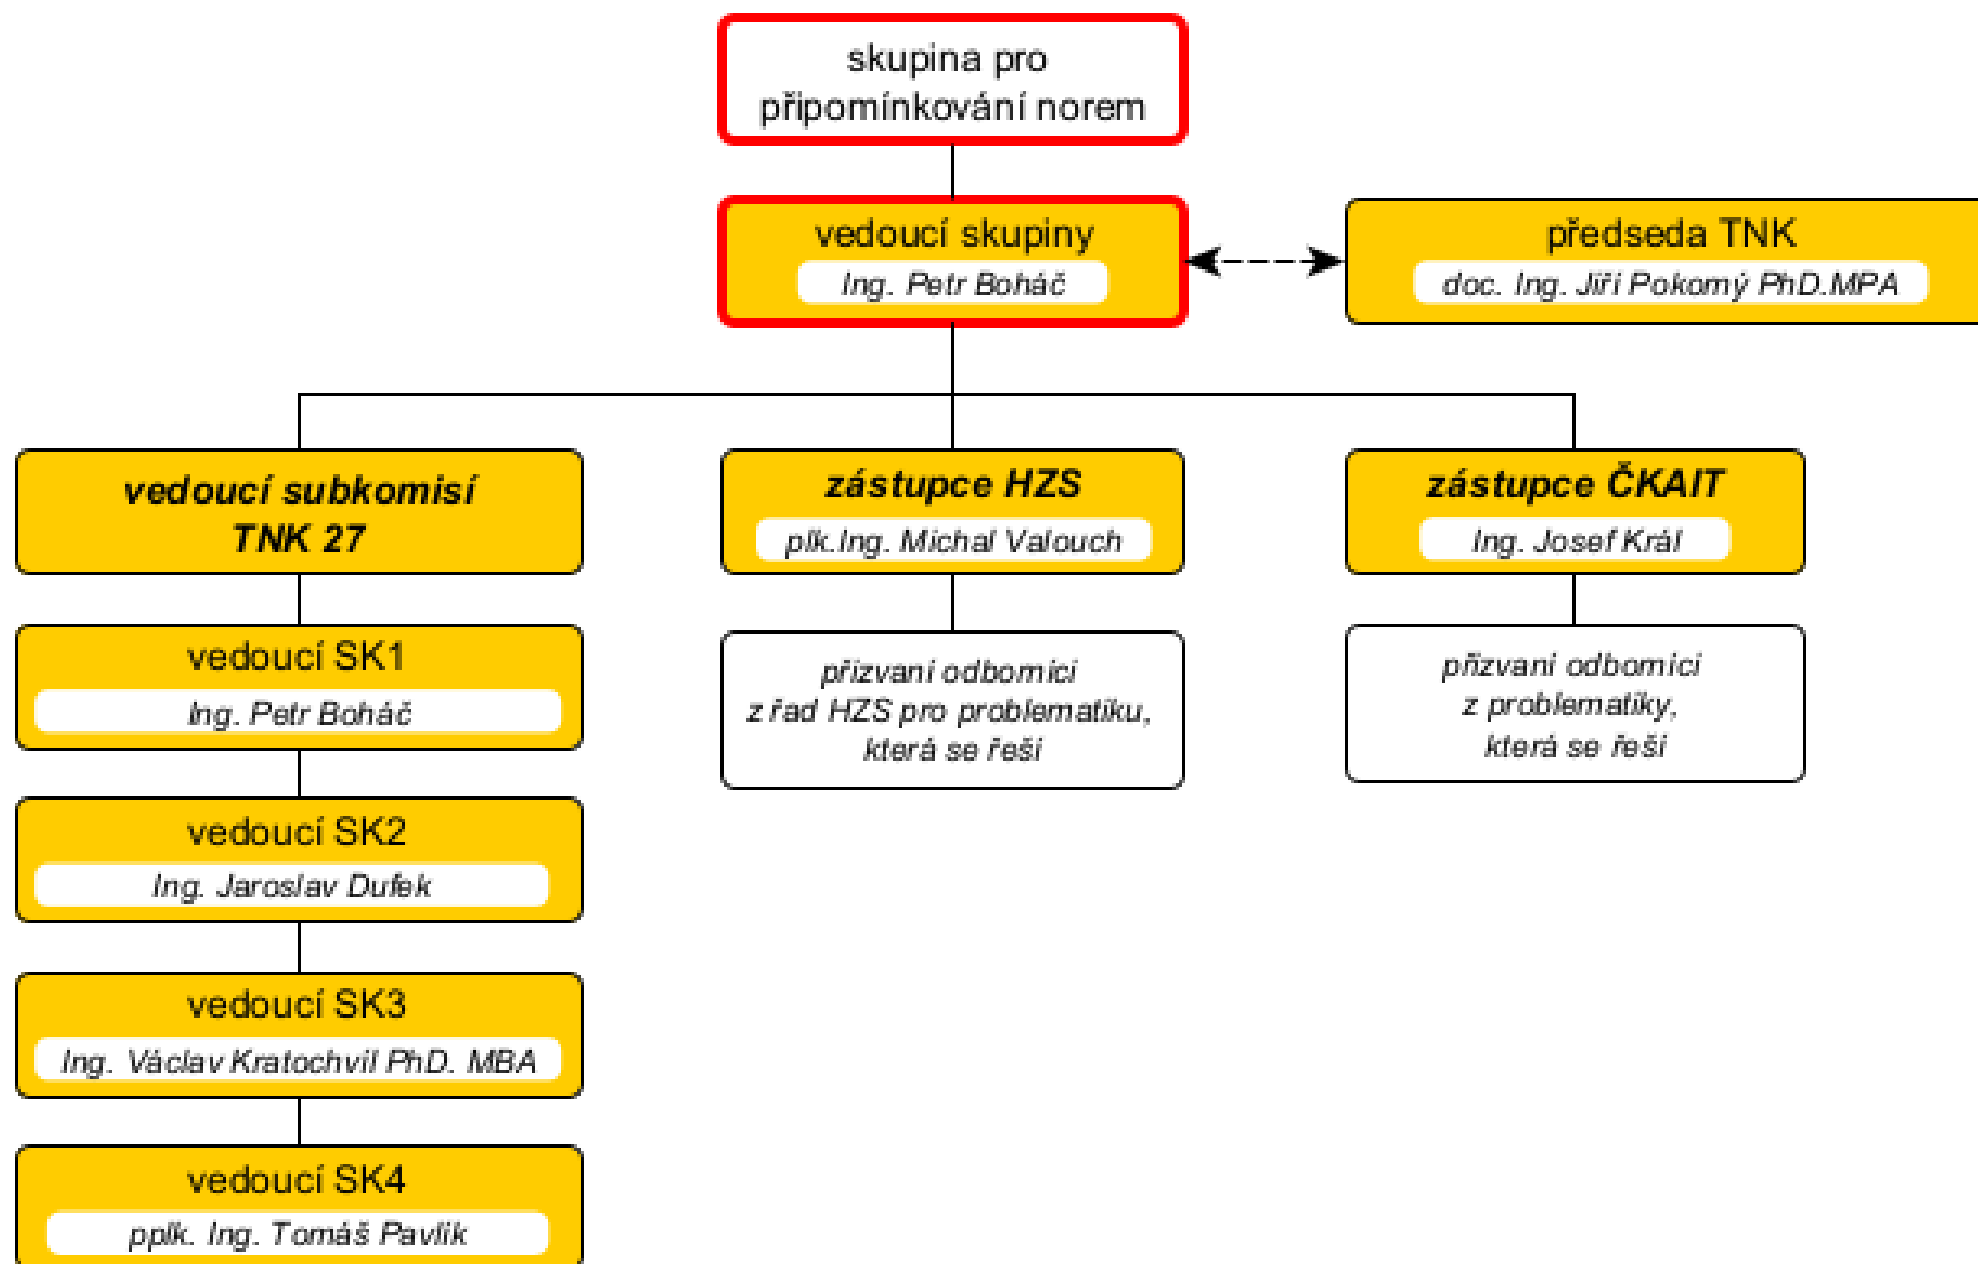 skupina pro
připomínkování norem
vedoucí skupiny
Ing. Petr Boháč
předseda TNK
doc. Ing. Jiří Pokorný PhD.MPA
vedoucí subkomisí
TNK 27
zástupce HZS
plk.Ing. Michal Valouch
zástupce ČKAIT
Ing. Josef Král
vedoucí SK1
Ing. Petr Boháč
přizvaní odborníci
z řad HZS pro problematiku,
která se řeší
přizvaní odborníci
z problematiky,
která se řeší
vedoucí SK2
Ing. Jaroslav Dufek
vedoucí SK3
Ing. Václav Kratochvíl PhD. MBA
vedoucí SK4
pplk. Ing. Tomáš Pavlík